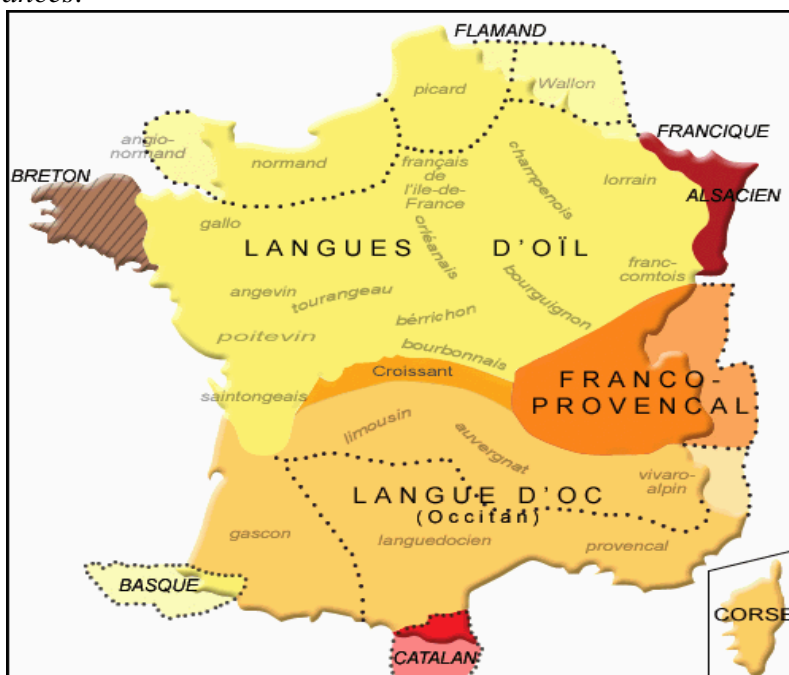 FLAMAND
picard
Wallon
anglo-
normand
normand
FRANCIQUE
BRETON
français
de
l'ile-de-
France
champenois
lorrain
ALSACIEN
gallo
LANGUES D'OÏL
orléanais
franc-
comtois
angevin
tourangeau
bourguignon
poitevin
bérrichon
bourbonnais
Croissant
FRANCO-
PROVENCAL
saintongeais
limousin
auvergnat
vivaro-
alpin
LANGUE D'OC
(Occitan)
gascon
languedocien
provencal
BASQUE
CORSE
CATALAN